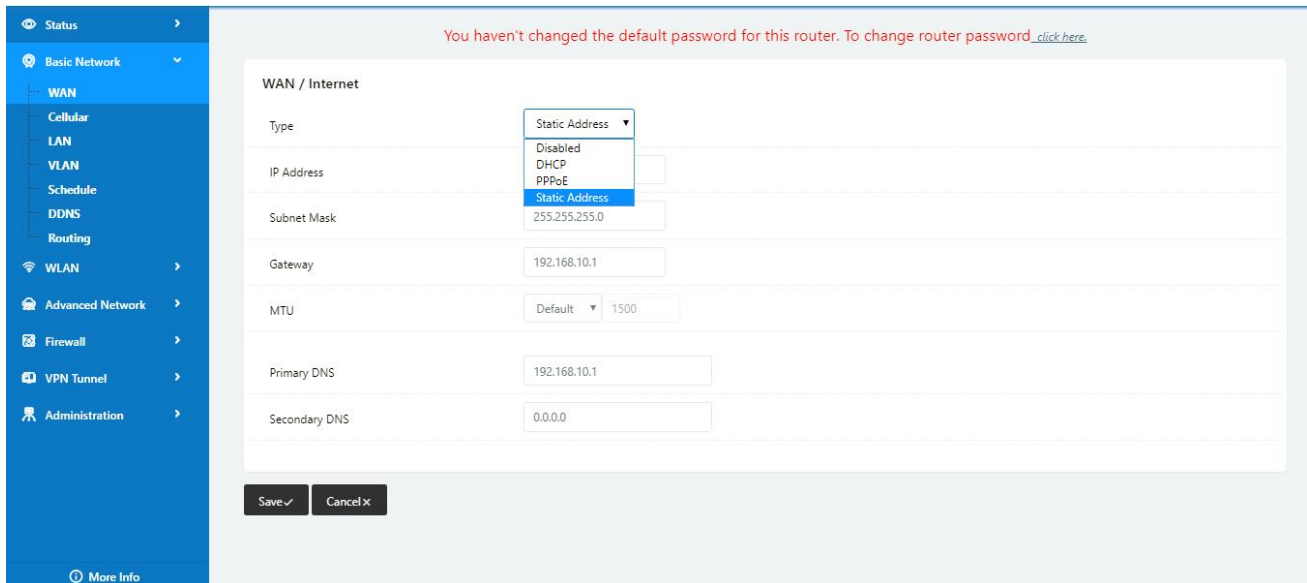 Status
Basic Network
WAN
Cellular
LAN
VLAN
Schedule
DDNS
Routing
WLAN
Advanced Network
Firewall
VPN Tunnel
Administration
More Info
You haven't changed the default password for this router. To change router password click here.
WAN / Internet
Type Static Address
Disabled
DHCP
PPPoE
Static Address
IP Address
Subnet Mask 255.255.255.0
Gateway 192.168.10.1
MTU Default 1500
Primary DNS 192.168.10.1
Secondary DNS 0.0.0.0
Save Cancel